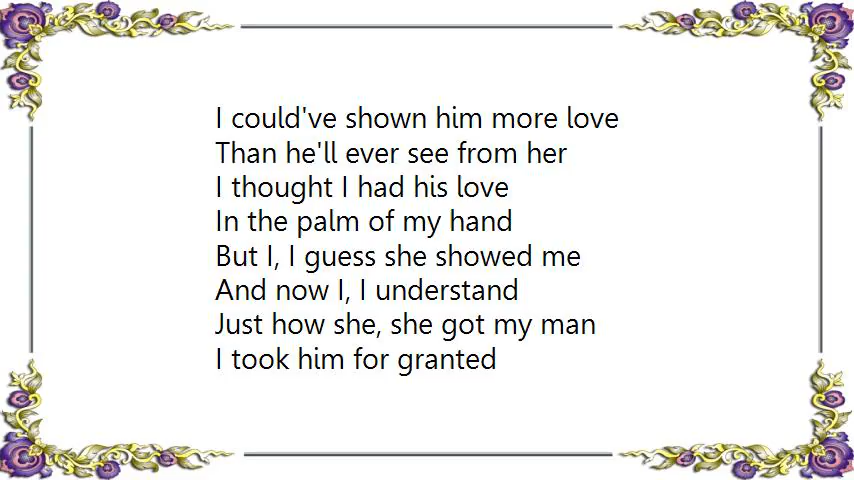 I could've shown him more love
Than he'll ever see from her
I thought I had his love
In the palm of my hand
But I, I guess she showed me
And now I, I understand
Just how she, she got my man
I took him for granted